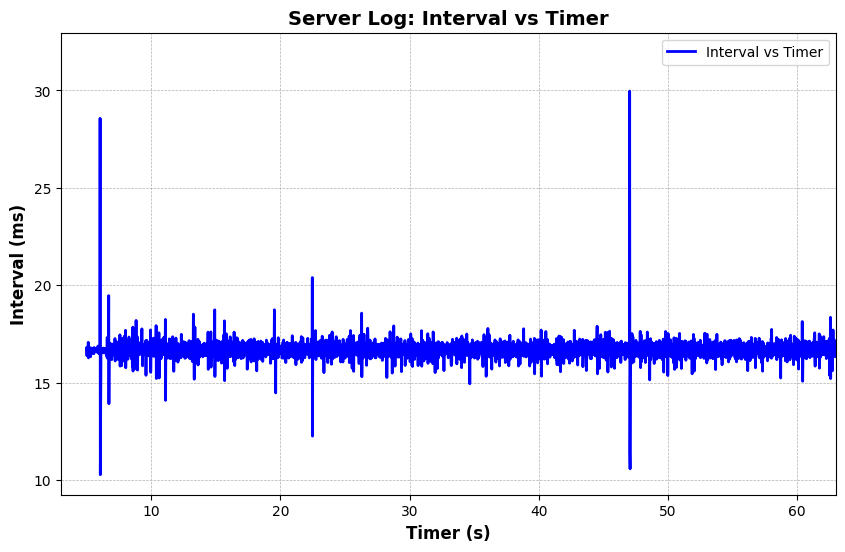 Server Log: Interval vs Timer
Interval vs Timer
30
25
20
15
10
Interval (ms)
10 20 30 40 50 60
Timer (s)